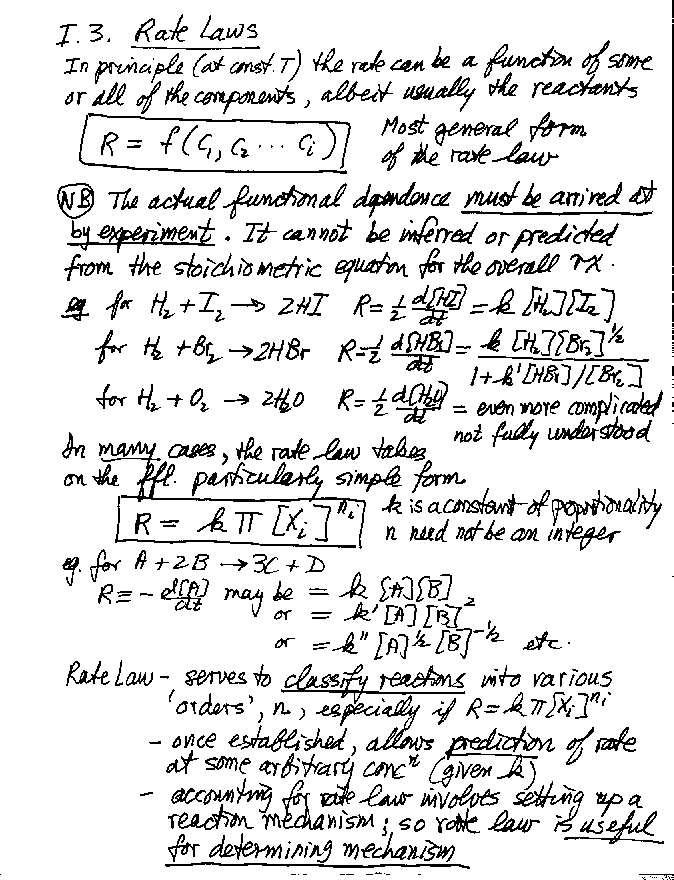 I.3. Rate Laws
In principle (at const. T) the rate can be a function of some
or all of the components, albeit usually the reactants
R = f(C₁, C₂ ... Cᵢ) Most general form
of the rate law
NB The actual functional dependence must be arrived at
by experiment. It cannot be inferred or predicted
from the stoichiometric equation for the overall rx.
eg for H₂ + I₂ → 2HI R = ½ d[HI]/dt = k [H₂][I₂]
for H₂ + Br₂ → 2HBr R = ½ d[HBr]/dt = k [H₂][Br₂]^½ / 1 + k'[HBr]/[Br₂]
for H₂ + O₂ → 2H₂O R = ½ d[H₂O]/dt = even more complicated
not fully understood
In many cases, the rate law takes
on the ffl. particularly simple form
R = k π [Xᵢ]^nᵢ k is a constant of proportionality
n need not be an integer
eg. for A + 2B → 3C + D
R ≡ - d[A]/dt may be = k [A][B]
or = k' [A][B]²
or = k" [A]^½ [B]^-½ etc.
Rate Law - serves to classify reactions into various
'orders', n, especially if R = k π [Xᵢ]^nᵢ
- once established, allows prediction of rate
at some arbitrary concⁿ (given k)
- accounting for rate law involves setting up a
reaction mechanism; so rate law is useful
for determining mechanism